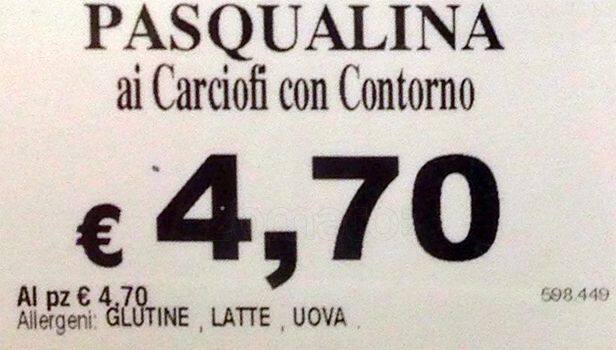 PASQUALINA
ai Carciofi con Contorno
€ 4,70
Al pz € 4,70
598.449
Allergeni: GLUTINE , LATTE , UOVA .